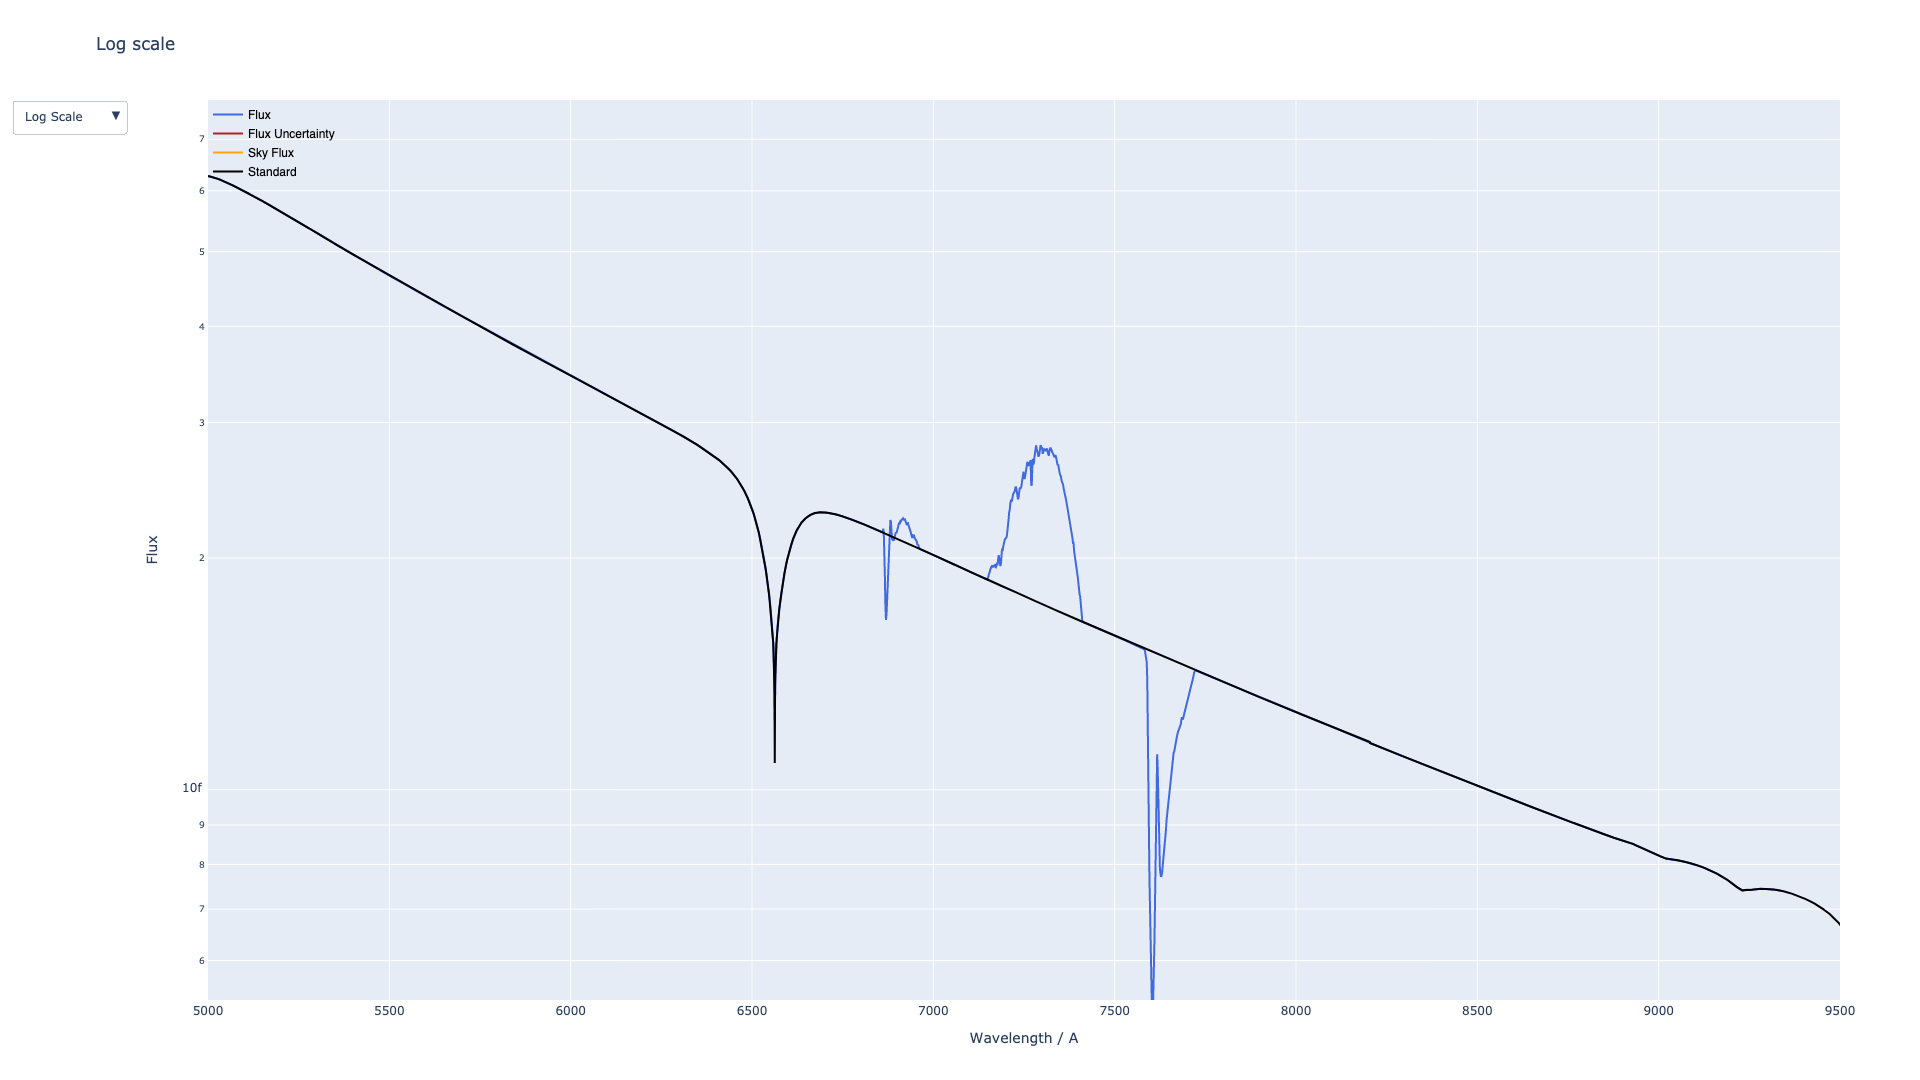 Log scale
Log Scale ▼
Flux
Flux Uncertainty
Sky Flux
Standard
7
6
5
4
3
2
10f
9
8
7
6
Flux
5000 5500 6000 6500 7000 7500 8000 8500 9000 9500
Wavelength / A